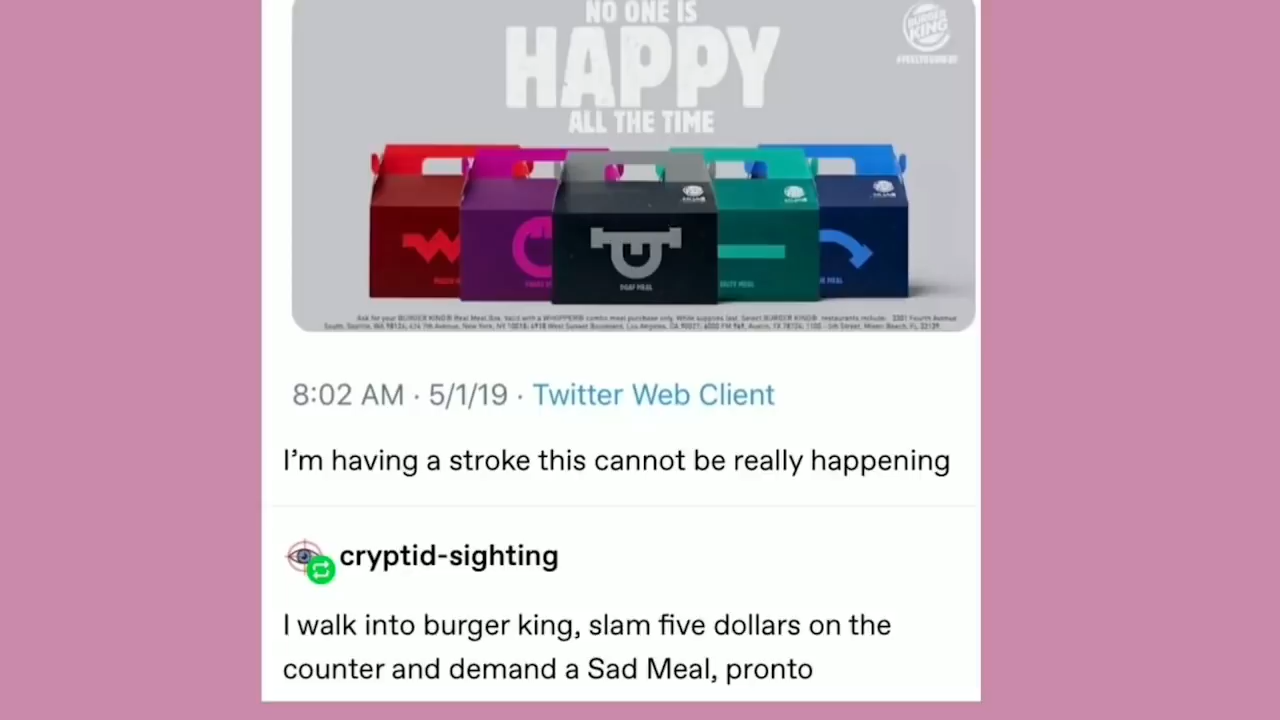 NO ONE IS
HAPPY
ALL THE TIME
BURGER
KING
DGAF MEAL
8:02 AM · 5/1/19 · Twitter Web Client
I'm having a stroke this cannot be really happening
cryptid-sighting
I walk into burger king, slam five dollars on the
counter and demand a Sad Meal, pronto